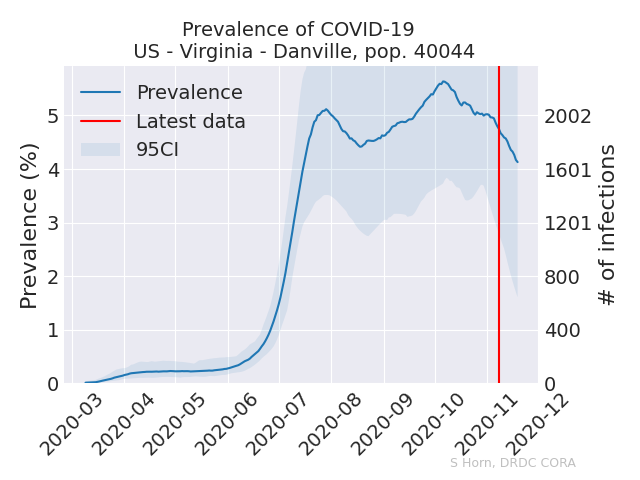 Prevalence of COVID-19
US - Virginia - Danville, pop. 40044
Prevalence
Latest data
95CI
Prevalence (%)
5
4
3
2
1
0
2002
1601
1201
800
400
0
# of infections
2020-03
2020-04
2020-05
2020-06
2020-07
2020-08
2020-09
2020-10
2020-11
2020-12
S Horn, DRDC CORA